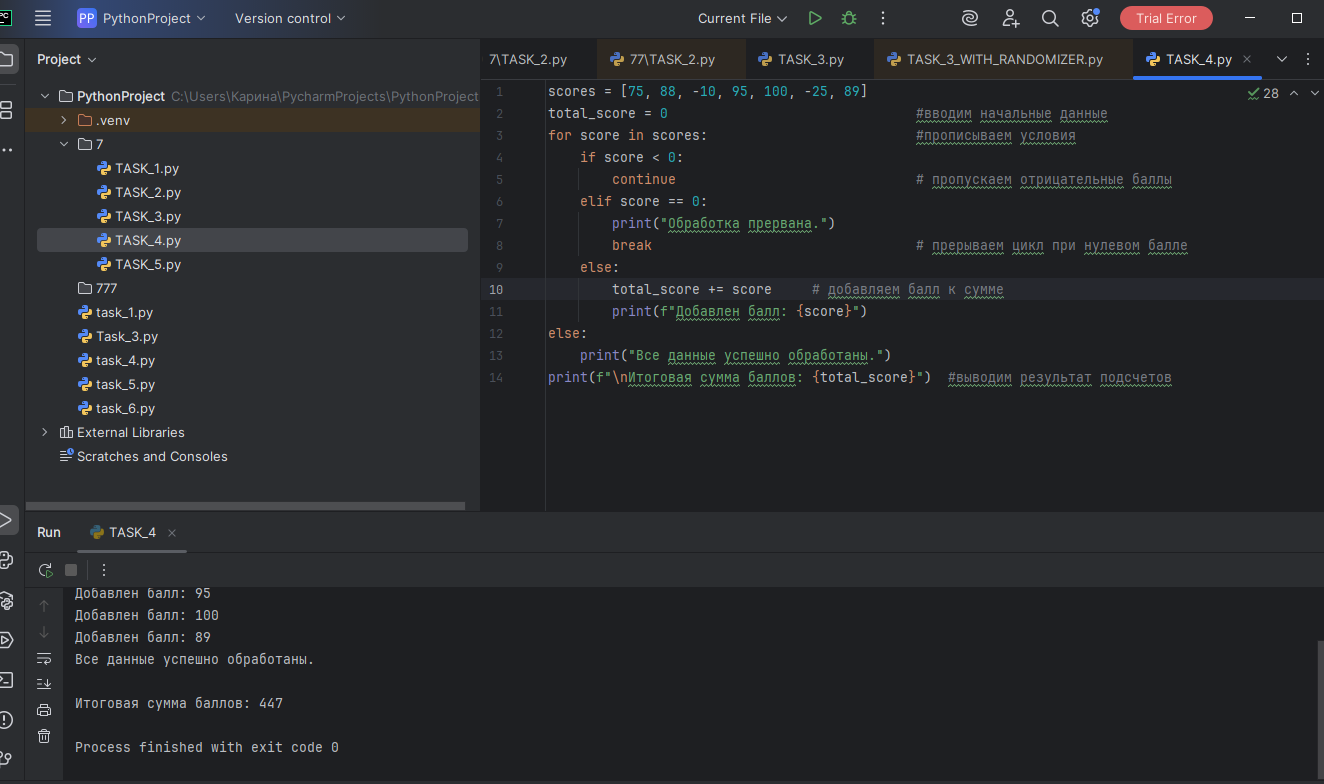 PC
PP PythonProject Version control Current File Trial Error
Project
7\TASK_2.py 77\TASK_2.py TASK_3.py TASK_3_WITH_RANDOMIZER.py TASK_4.py
PythonProject C:\Users\Карина\PycharmProjects\PythonProject
.venv
7
TASK_1.py
TASK_2.py
TASK_3.py
TASK_4.py
TASK_5.py
777
task_1.py
Task_3.py
task_4.py
task_5.py
task_6.py
External Libraries
Scratches and Consoles
28
1 scores = [75, 88, -10, 95, 100, -25, 89]
2 total_score = 0 #вводим начальные данные
3 for score in scores: #прописываем условия
4 if score < 0:
5 continue # пропускаем отрицательные баллы
6 elif score == 0:
7 print("Обработка прервана.")
8 break # прерываем цикл при нулевом балле
9 else:
10 total_score += score # добавляем балл к сумме
11 print(f"Добавлен балл: {score}")
12 else:
13 print("Все данные успешно обработаны.")
14 print(f"\nИтоговая сумма баллов: {total_score}") #выводим результат подсчетов
Run TASK_4
Добавлен балл: 95
Добавлен балл: 100
Добавлен балл: 89
Все данные успешно обработаны.
Итоговая сумма баллов: 447
Process finished with exit code 0